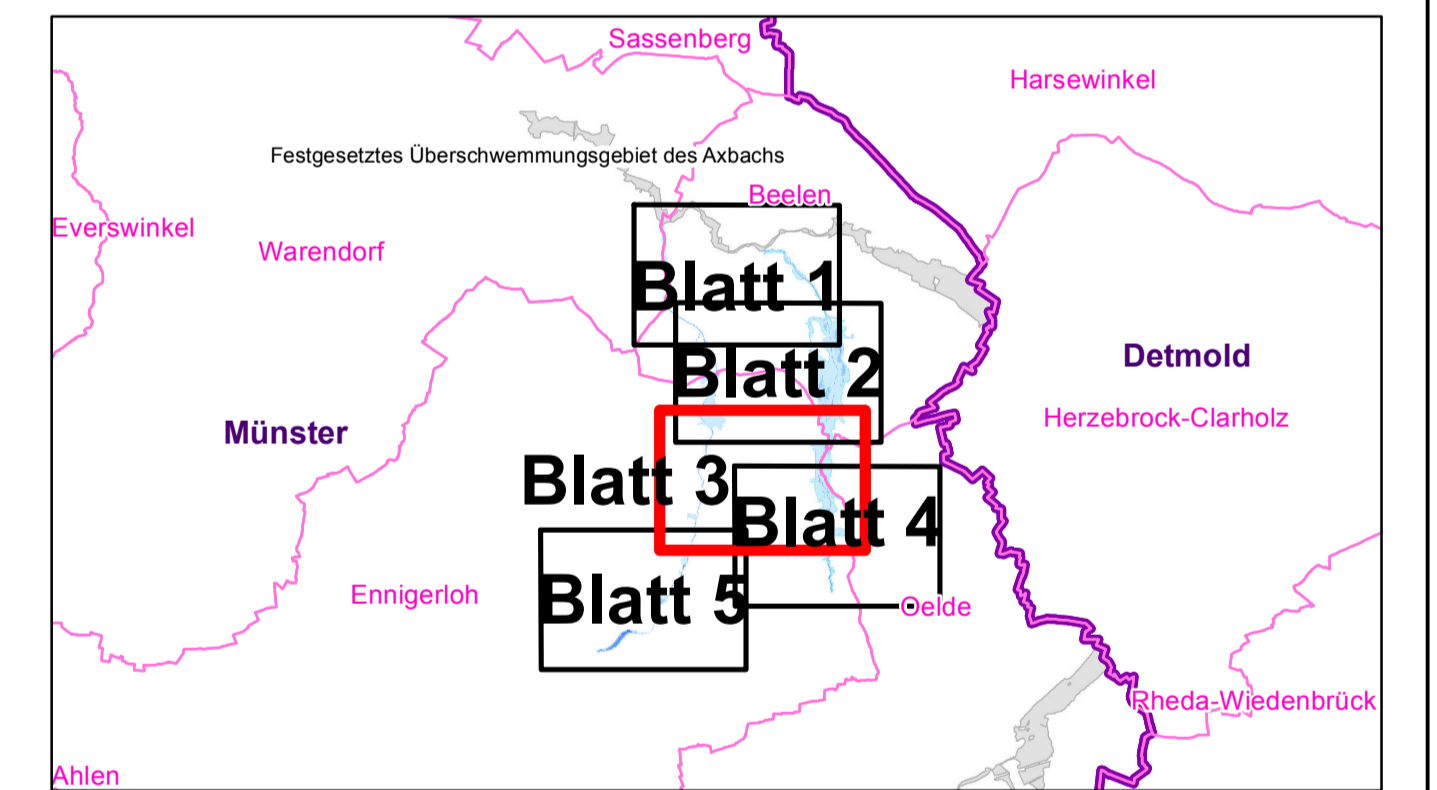 Sassenberg
Harsewinkel
Festgesetztes Überschwemmungsgebiet des Axbachs
Beelen
Everswinkel
Warendorf
Blatt 1
Detmold
Blatt 2
Herzebrock-Clarholz
Münster
Blatt 3
Blatt 4
Ennigerloh
Blatt 5
Oelde
Rheda-Wiedenbrück
Ahlen